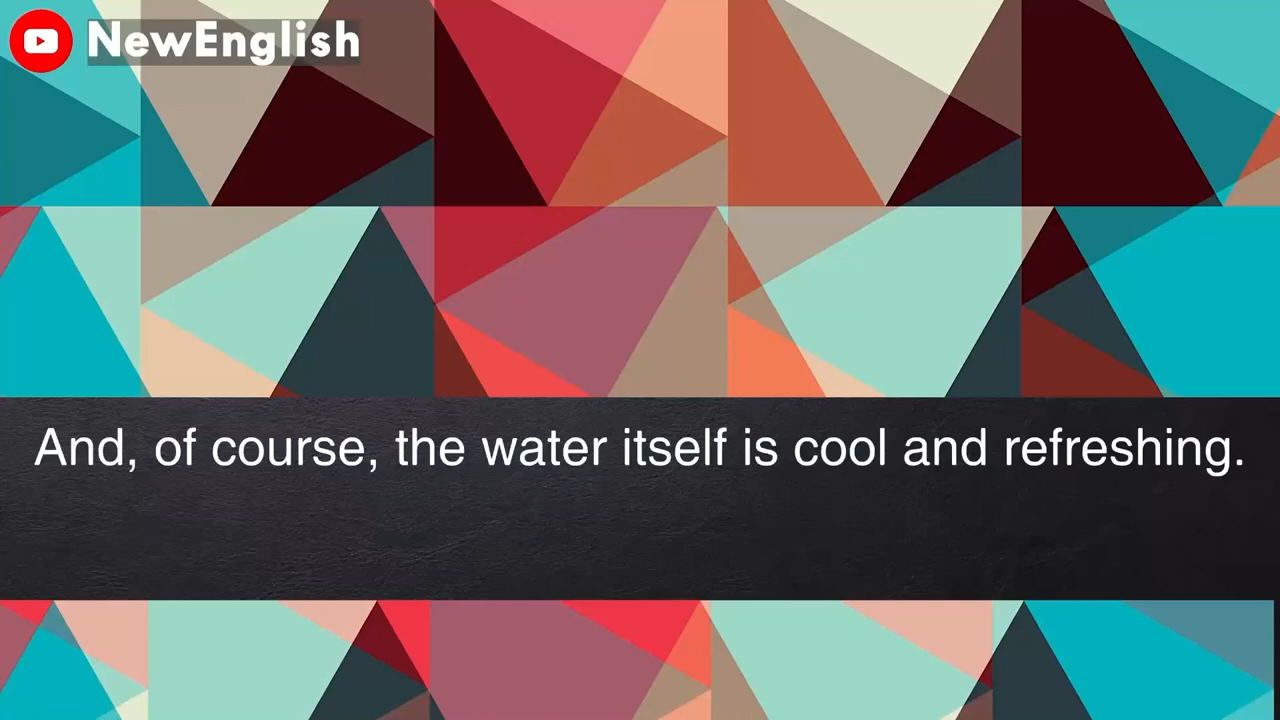 NewEnglish
And, of course, the water itself is cool and refreshing.